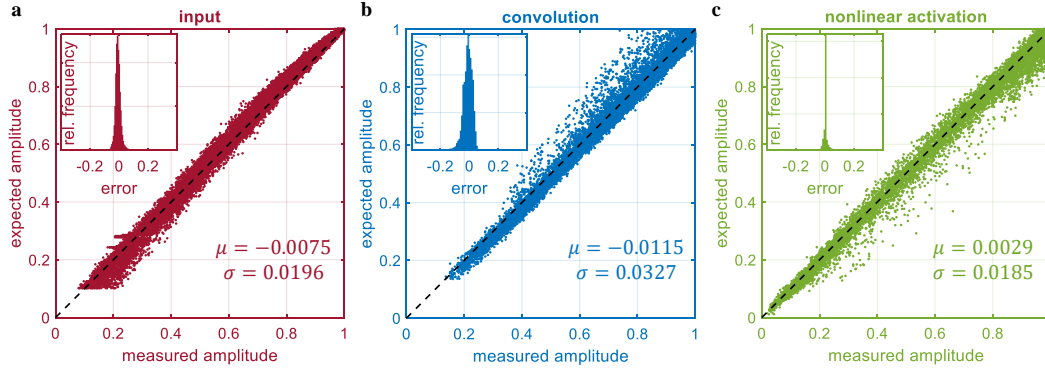 a
input
expected amplitude
1
0.8
0.6
0.4
0.2
0
rel. frequency
-0.2
0
0.2
error
μ = −0.0075
σ = 0.0196
0
0.2
0.4
0.6
0.8
1
measured amplitude
b
convolution
expected amplitude
1
0.8
0.6
0.4
0.2
0
rel. frequency
-0.2
0
0.2
error
μ = −0.0115
σ = 0.0327
0
0.2
0.4
0.6
0.8
1
measured amplitude
c
nonlinear activation
expected amplitude
1
0.8
0.6
0.4
0.2
0
rel. frequency
-0.2
0
0.2
error
μ = 0.0029
σ = 0.0185
0
0.2
0.4
0.6
0.8
measured amplitude